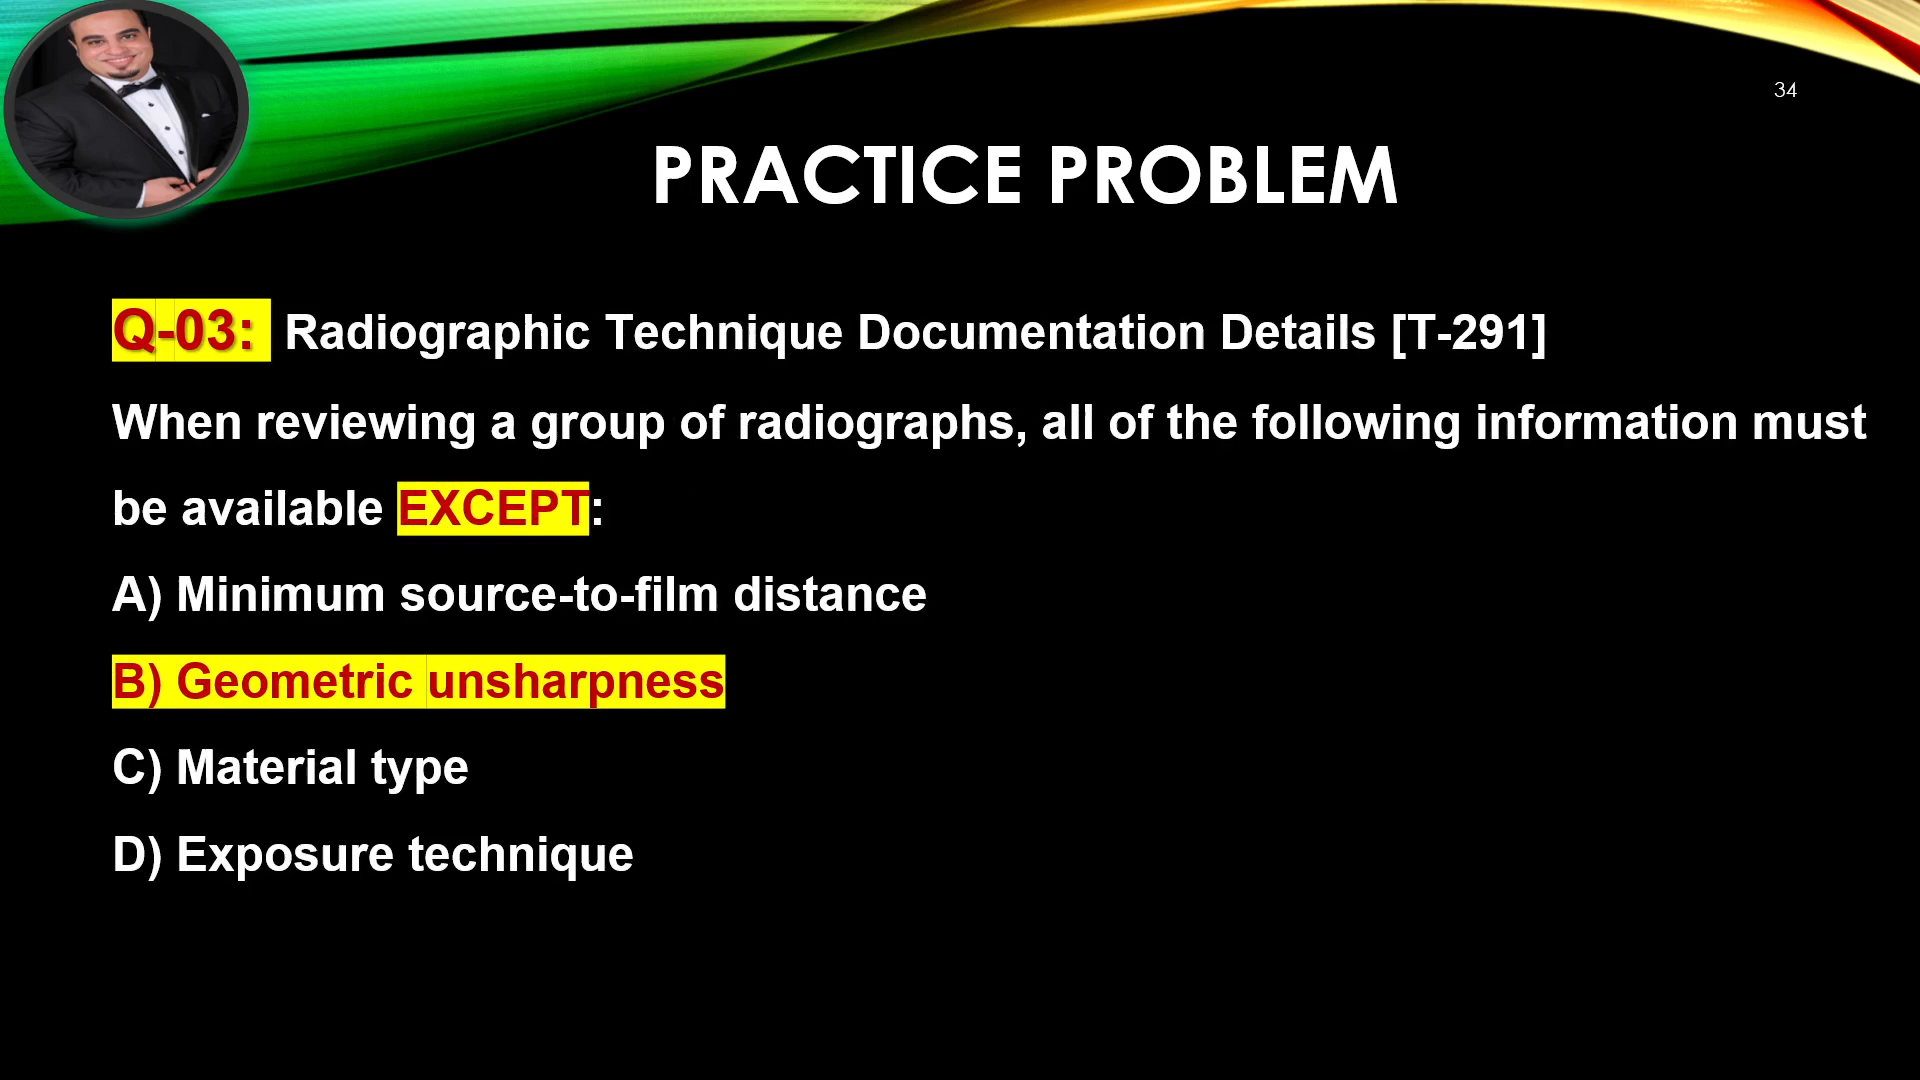 34
PRACTICE PROBLEM
Q-03: Radiographic Technique Documentation Details [T-291]
When reviewing a group of radiographs, all of the following information must
be available EXCEPT:
A) Minimum source-to-film distance
B) Geometric unsharpness
C) Material type
D) Exposure technique